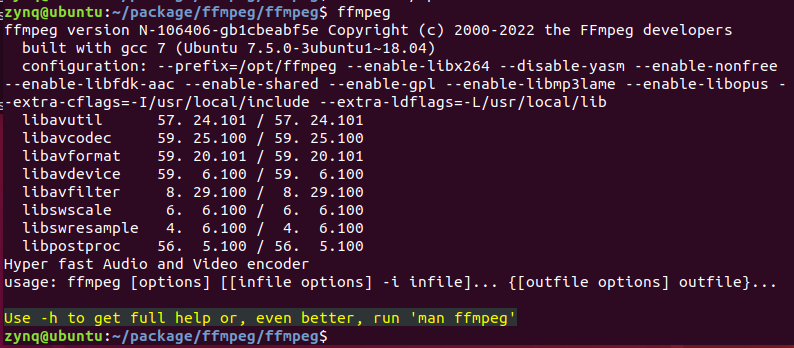 zynq@ubuntu:~/package/ffmpeg/ffmpeg$ ffmpeg
ffmpeg version N-106406-gb1cbeabf5e Copyright (c) 2000-2022 the FFmpeg developers
  built with gcc 7 (Ubuntu 7.5.0-3ubuntu1~18.04)
  configuration: --prefix=/opt/ffmpeg --enable-libx264 --disable-yasm --enable-nonfree
--enable-libfdk-aac --enable-shared --enable-gpl --enable-libmp3lame --enable-libopus -
-extra-cflags=-I/usr/local/include --extra-ldflags=-L/usr/local/lib
  libavutil      57. 24.101 / 57. 24.101
  libavcodec     59. 25.100 / 59. 25.100
  libavformat    59. 20.101 / 59. 20.101
  libavdevice    59.  6.100 / 59.  6.100
  libavfilter     8. 29.100 /  8. 29.100
  libswscale      6.  6.100 /  6.  6.100
  libswresample   4.  6.100 /  4.  6.100
  libpostproc    56.  5.100 / 56.  5.100
Hyper fast Audio and Video encoder
usage: ffmpeg [options] [[infile options] -i infile]... {[outfile options] outfile}...

Use -h to get full help or, even better, run 'man ffmpeg'
zynq@ubuntu:~/package/ffmpeg/ffmpeg$